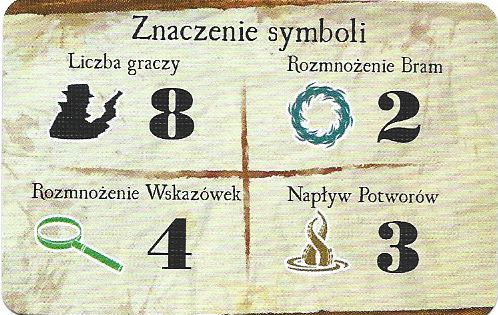 Znaczenie symboli
Liczba graczy
8
Rozmnożenie Bram
2
Rozmnożenie Wskazówek
4
Napływ Potworów
3